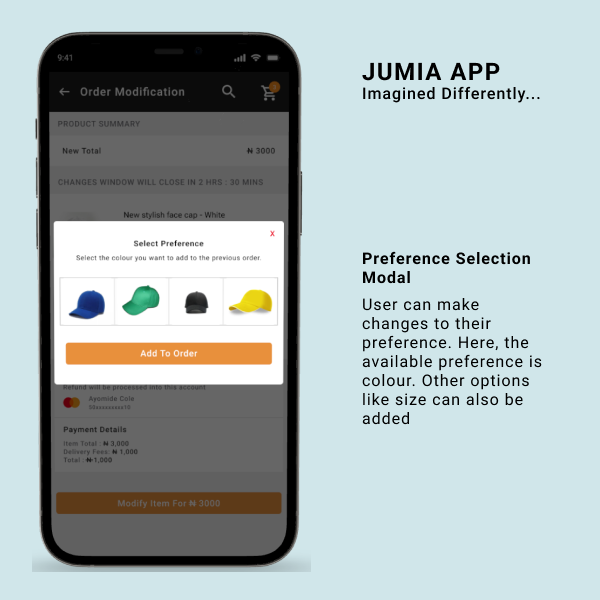 9:41
Order Modification
2
PRODUCT SUMMARY
New Total
₦ 3000
CHANGES WINDOW WILL CLOSE IN 2 HRS : 30 MINS
New stylish face cap - White
x
Select Preference
Select the colour you want to add to the previous order.
Add To Order
Refund will be processed into this account
Ayomide Cole
Payment Details
Item Total : ₦ 3,000
Delivery Fees: ₦ 1,000
Total : ₦ 1,000
Modify Item For ₦ 3000
JUMIA APP
Imagined Differently...
Preference Selection
Modal
User can make
changes to their
preference. Here, the
available preference is
colour. Other options
like size can also be
added